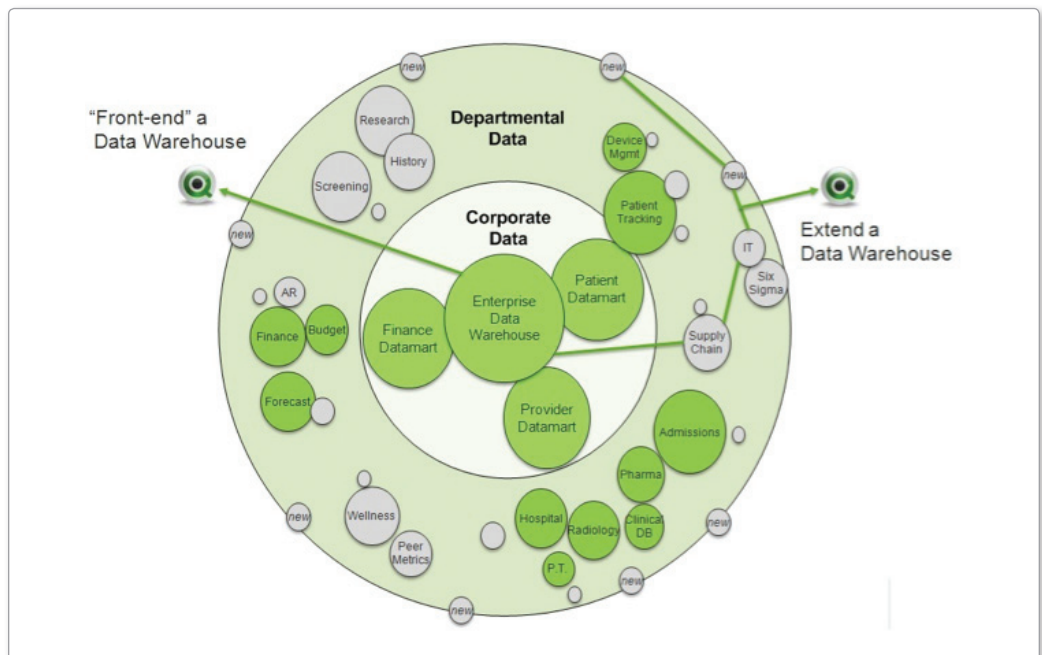 new
new
“Front-end” a
Data Warehouse
Departmental
Data
Research
History
Screening
Device
Mgmt
Patient
Tracking
new
new
Extend a
Data Warehouse
Corporate
Data
IT
Six
Sigma
Patient
Datamart
Enterprise
Data
Warehouse
Finance
Datamart
AR
Finance
Budget
Supply
Chain
Forecast
Provider
Datamart
Admissions
Pharma
Wellness
Peer
Metrics
Hospital
Radiology
Clinical
DB
P.T.
new
new
new
new